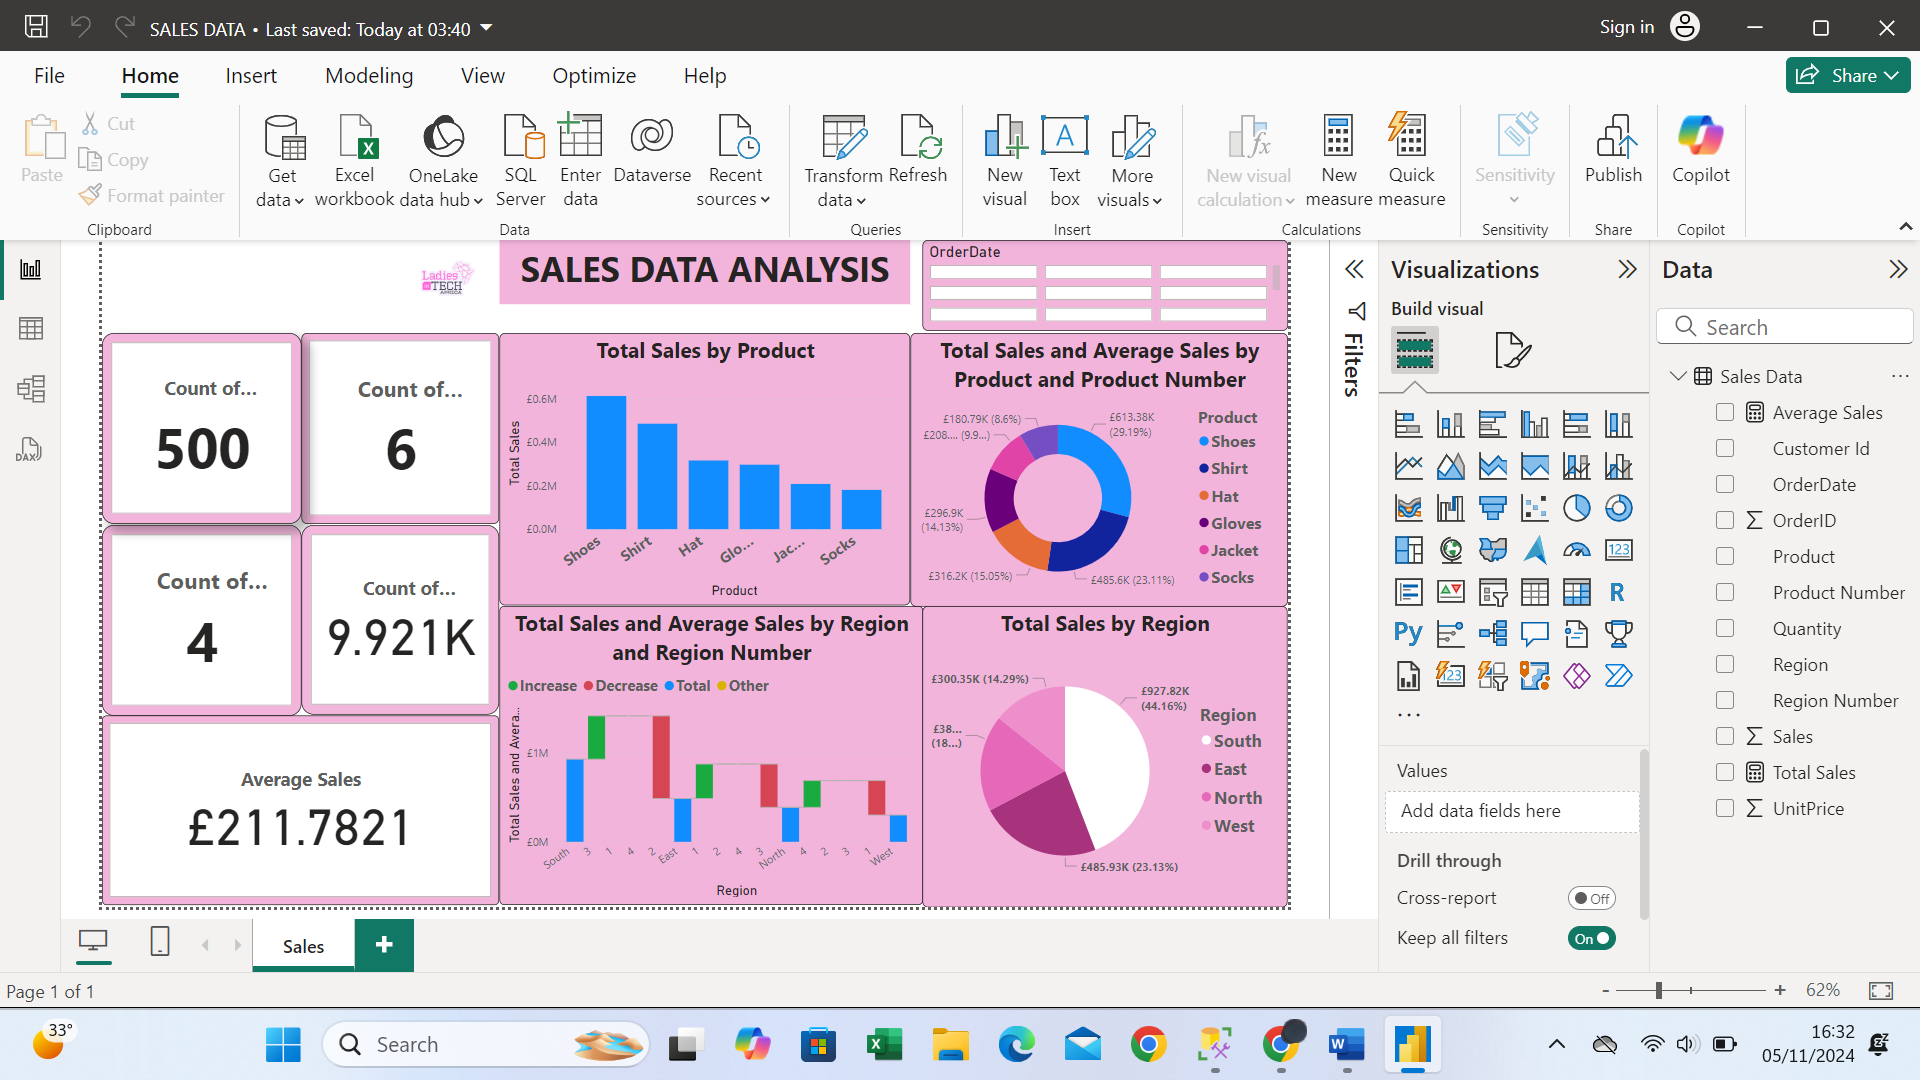 SALES DATA • Last saved: Today at 03:40
Sign in
File
Home
Insert
Modeling
View
Optimize
Help
Share
Paste
Cut
Copy
Format painter
Clipboard
Get data
Excel workbook
OneLake data hub
SQL Server
Enter data
Dataverse
Recent sources
Data
Transform data
Refresh
Queries
New visual
Text box
More visuals
Insert
New visual calculation
New measure
Quick measure
Calculations
Sensitivity
Sensitivity
Publish
Share
Copilot
Copilot
Ladies
in TECH
AFRICA
SALES DATA ANALYSIS
OrderDate
Count of...
500
Count of...
6
Count of...
4
Count of...
9.921K
Average Sales
£211.7821
Total Sales by Product
Total Sales
£0.6M
£0.4M
£0.2M
£0.0M
Shoes
Shirt
Hat
Glo...
Jac...
Socks
Product
Total Sales and Average Sales by
Product and Product Number
£180.79K (8.6%)
£208.... (9.9...)
£296.9K
(14.13%)
£316.2K (15.05%)
£613.38K
(29.19%)
£485.6K (23.11%)
Product
Shoes
Shirt
Hat
Gloves
Jacket
Socks
Total Sales and Average Sales by Region
and Region Number
Increase
Decrease
Total
Other
Total Sales and Avera...
£1M
£0M
South
3
1
4
2
East
1
2
4
3
North
4
2
3
1
West
Region
Total Sales by Region
£300.35K (14.29%)
£38...
(18...)
£927.82K
(44.16%)
£485.93K (23.13%)
Region
South
East
North
West
Filters
Visualizations
Build visual
123
R
Py
123
Values
Add data fields here
Drill through
Cross-report
Off
Keep all filters
On
Data
Search
Sales Data
Average Sales
Customer Id
OrderDate
OrderID
Product
Product Number
Quantity
Region
Region Number
Sales
Total Sales
UnitPrice
DAX
Sales
Page 1 of 1
62%
33°
Search
16:32
05/11/2024